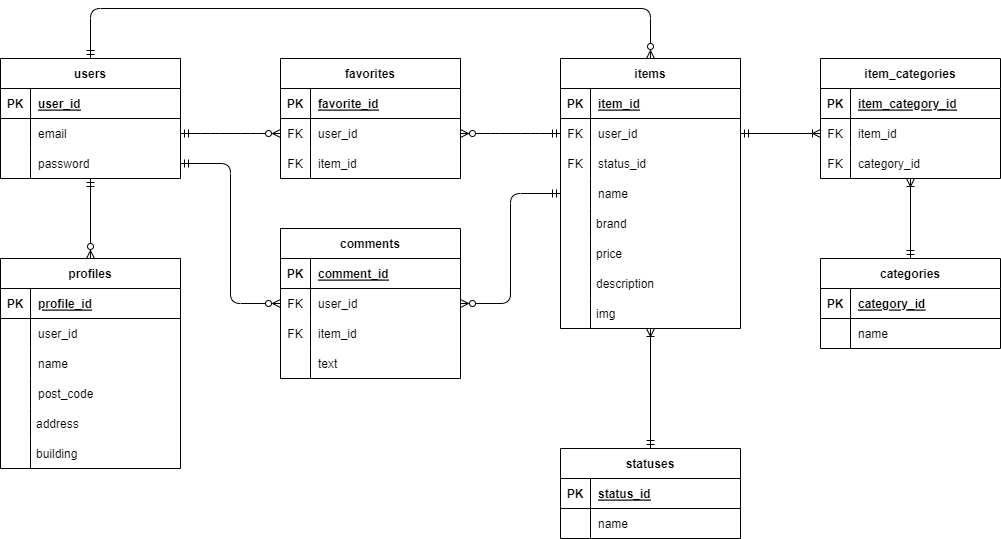 users
PK user_id
email
password
favorites
PK favorite_id
FK user_id
FK item_id
items
PK item_id
FK user_id
FK status_id
name
brand
price
description
img
item_categories
PK item_category_id
FK item_id
FK category_id
comments
PK comment_id
FK user_id
FK item_id
text
profiles
PK profile_id
user_id
name
post_code
address
building
categories
PK category_id
name
statuses
PK status_id
name